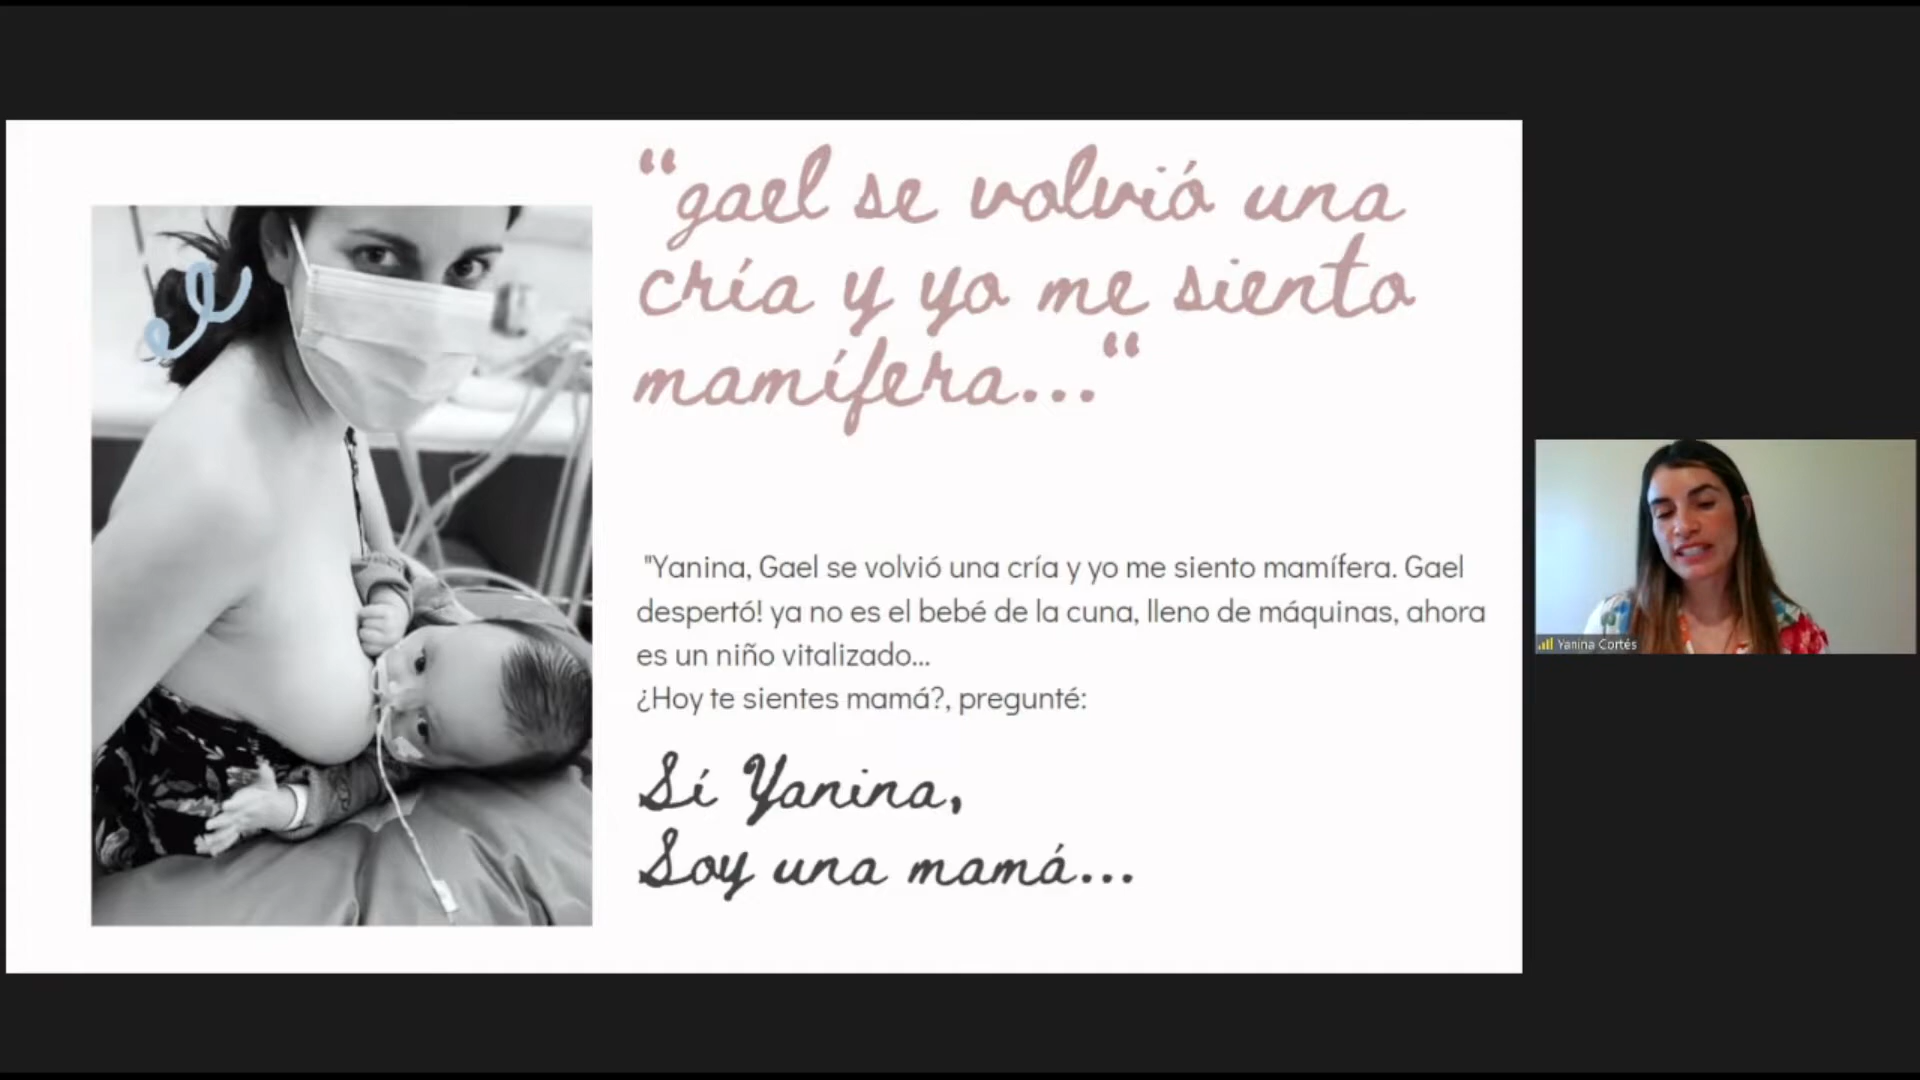 “gael se volvió una
cría y yo me siento
mamífera...“
"Yanina, Gael se volvió una cría y yo me siento mamífera. Gael
despertó! ya no es el bebé de la cuna, lleno de máquinas, ahora
es un niño vitalizado...
¿Hoy te sientes mamá?, pregunté:
Sí Yanina,
Soy una mamá...
Yanina Cortés